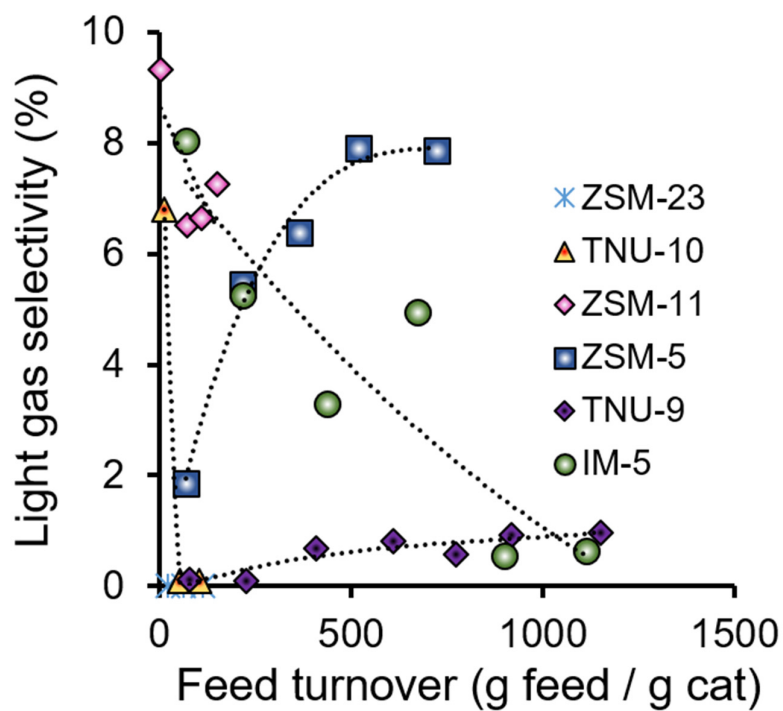 Light gas selectivity (%)
10
8
6
4
2
0
0
500
1000
1500
Feed turnover (g feed / g cat)
ZSM-23
TNU-10
ZSM-11
ZSM-5
TNU-9
IM-5